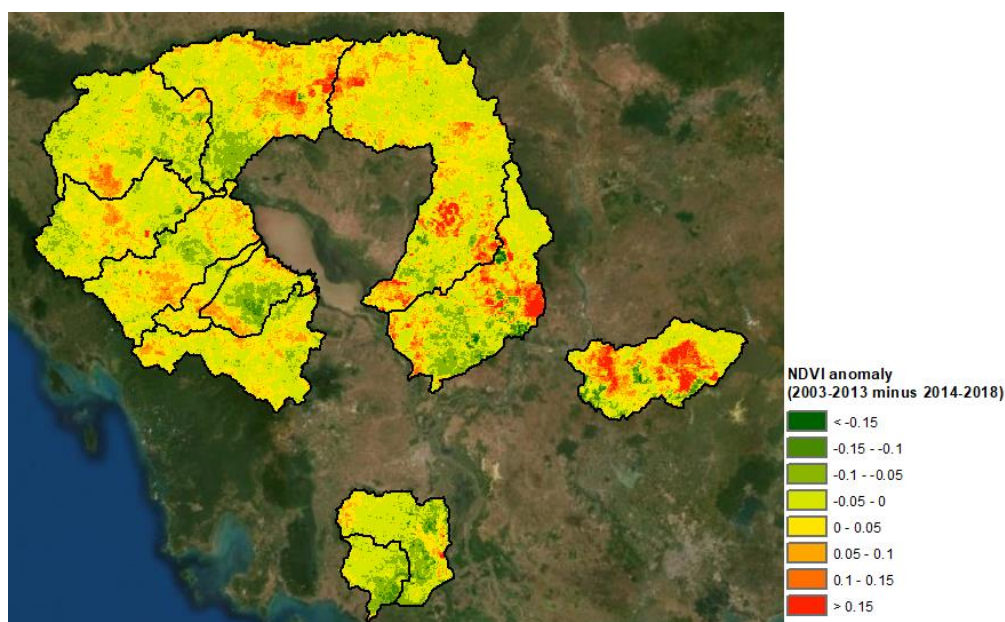 NDVI anomaly
(2003-2013 minus 2014-2018)
< -0.15
-0.15 - -0.1
-0.1 - -0.05
-0.05 - 0
0 - 0.05
0.05 - 0.1
0.1 - 0.15
> 0.15